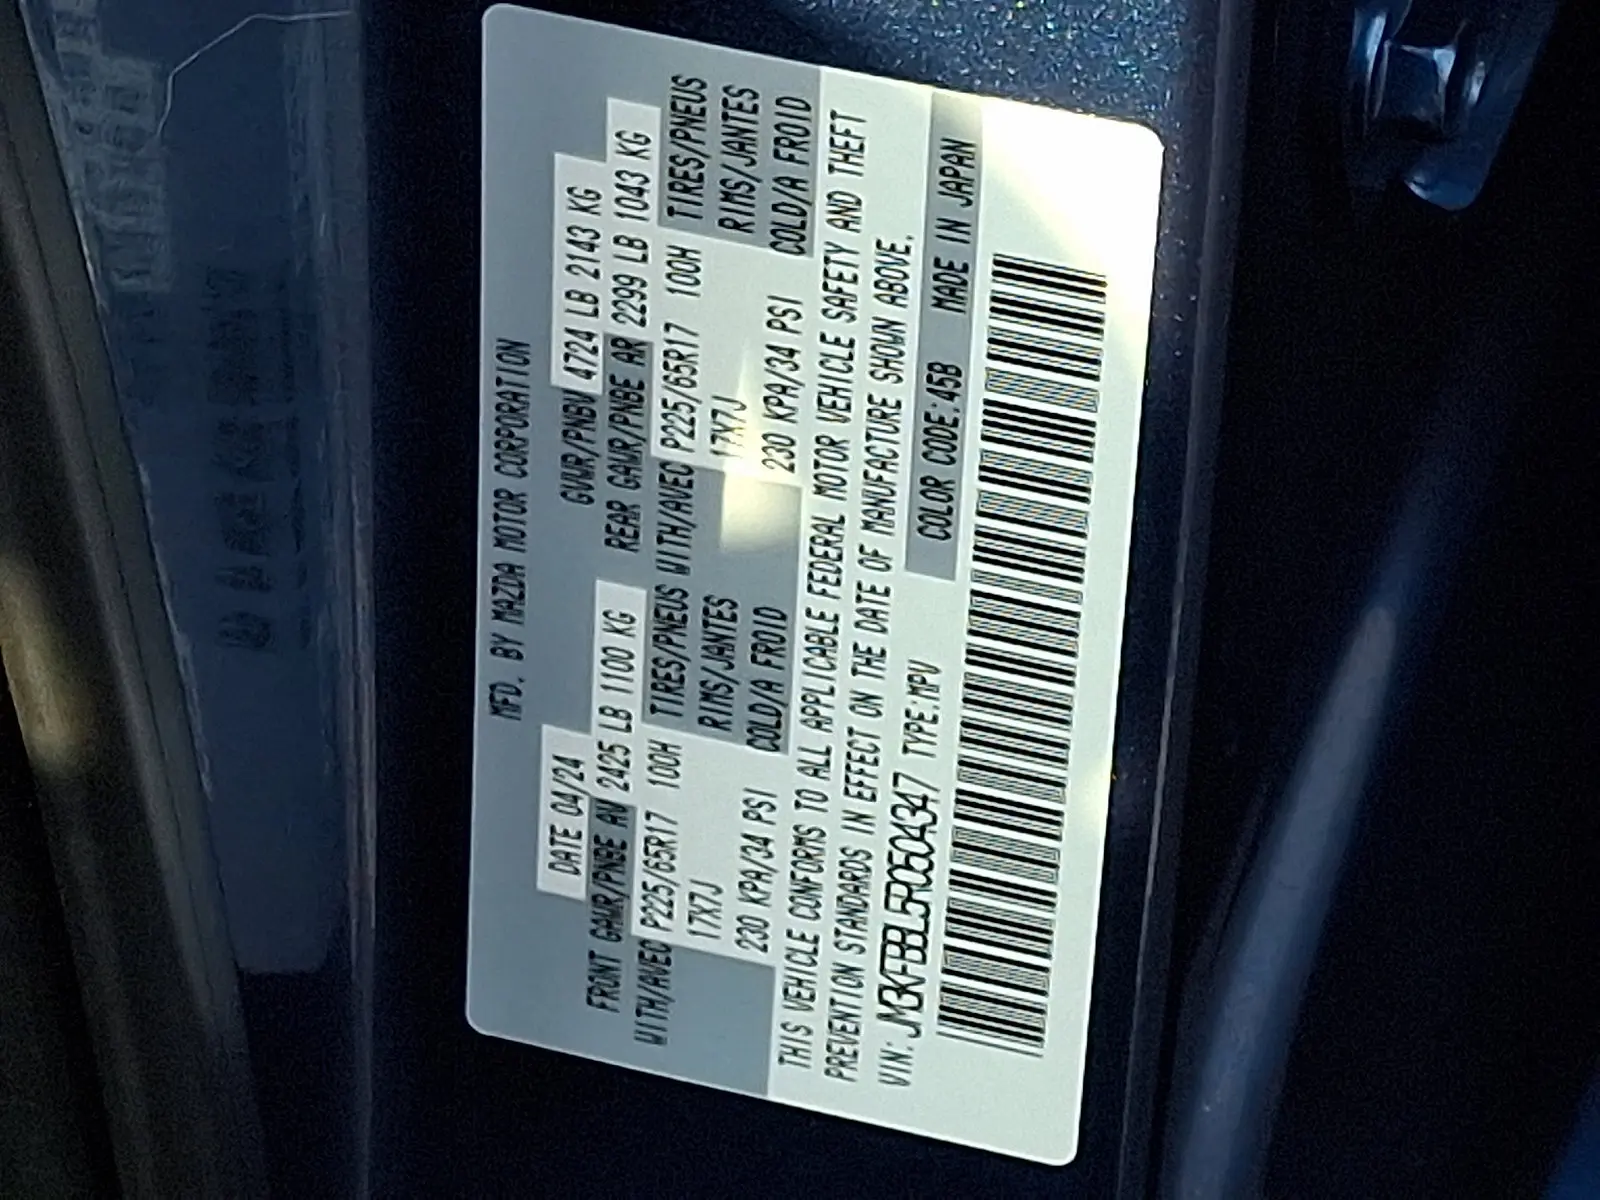 MFD. BY MAZDA MOTOR CORPORATION
DATE 04/24 GVWR/PNBV 4724 LB 2143 KG
FRONT GAWR/PNBE AV 2425 LB 1100 KG REAR GAWR/PNBE AR 2299 LB 1043 KG
WITH/AVEC P225/65R17 100H TIRES/PNEUS WITH/AVEC P225/65R17 100H TIRES/PNEUS
17X7J RIMS/JANTES 17X7J RIMS/JANTES
230 KPA/34 PSI COLD/A FROID 230 KPA/34 PSI COLD/A FROID
THIS VEHICLE CONFORMS TO ALL APPLICABLE FEDERAL MOTOR VEHICLE SAFETY AND THEFT
PREVENTION STANDARDS IN EFFECT ON THE DATE OF MANUFACTURE SHOWN ABOVE.
VIN: JM3KFBBL5R0504347 TYPE:MPV COLOR CODE:45B MADE IN JAPAN